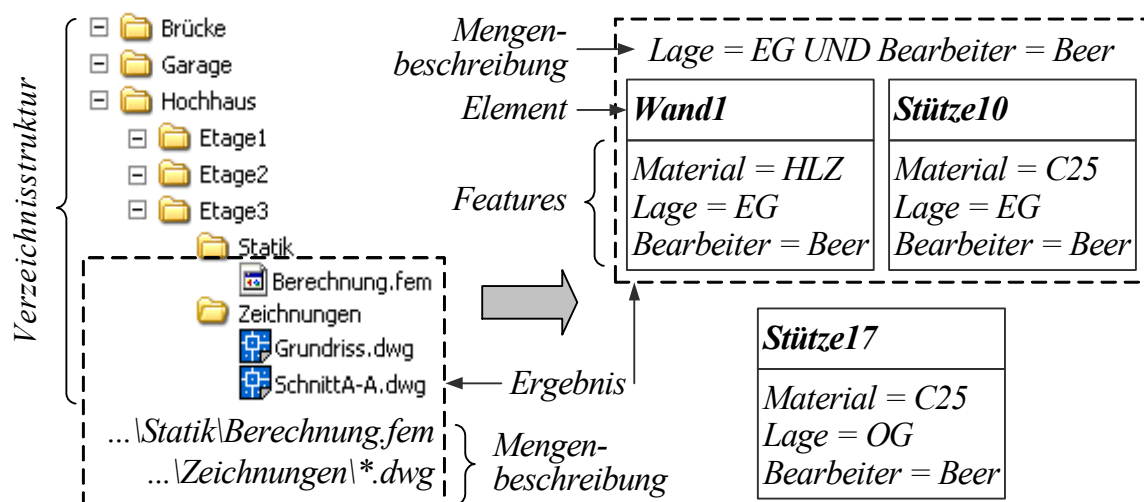 Verzeichnisstruktur
Brücke
Garage
Hochhaus
Etage1
Etage2
Etage3
Statik
Berechnung.fem
Zeichnungen
Grundriss.dwg
SchnittA-A.dwg
...\Statik\Berechnung.fem
...\Zeichnungen\*.dwg
Mengen-
beschreibung
Ergebnis
Mengen-
beschreibung
Lage = EG UND Bearbeiter = Beer
Element
Features
Wand1
Material = HLZ
Lage = EG
Bearbeiter = Beer
Stütze10
Material = C25
Lage = EG
Bearbeiter = Beer
Stütze17
Material = C25
Lage = OG
Bearbeiter = Beer